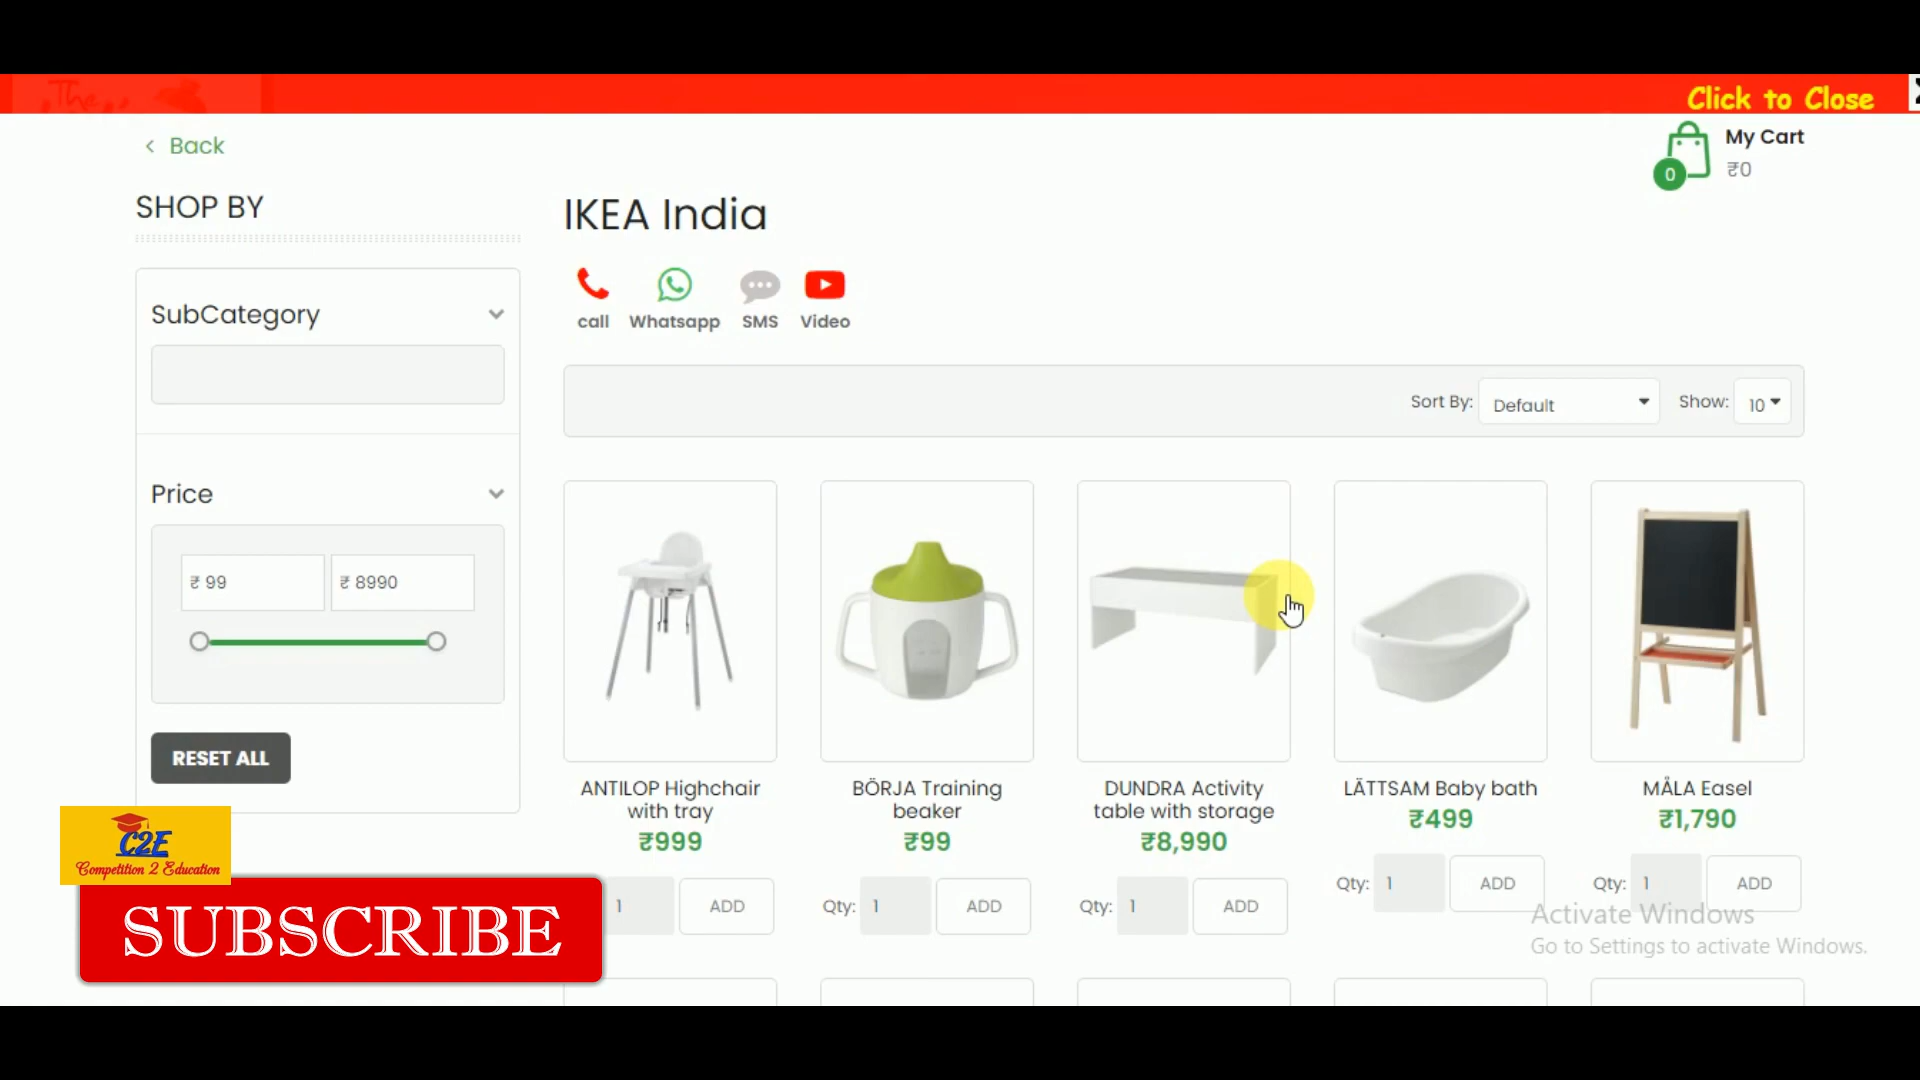 The
Click to Close
Back
My Cart
₹0
0
SHOP BY
IKEA India
call
Whatsapp
SMS
Video
SubCategory
Sort By:
Default
Show:
10
Price
₹ 99
₹ 8990
RESET ALL
ANTILOP Highchair
with tray
₹999
1
ADD
BÖRJA Training
beaker
₹99
Qty:
1
ADD
DUNDRA Activity
table with storage
₹8,990
Qty:
1
ADD
LÄTTSAM Baby bath
₹499
Qty:
1
ADD
MÅLA Easel
₹1,790
Qty:
1
ADD
C2E
Competition 2 Education
SUBSCRIBE
Activate Windows
Go to Settings to activate Windows.